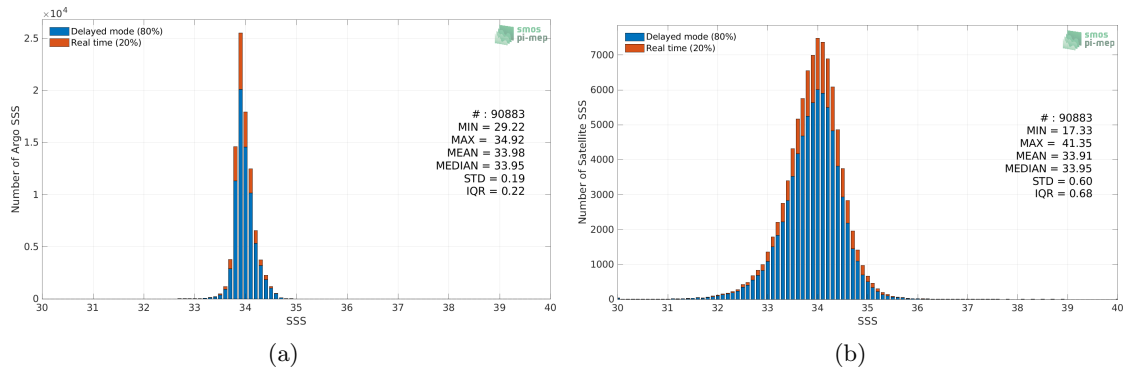 ×10⁴
Delayed mode (80%)
Real time (20%)
smos
pi-mep
2.5
2
1.5
1
0.5
0
Number of Argo SSS
# : 90883
MIN = 29.22
MAX = 34.92
MEAN = 33.98
MEDIAN = 33.95
STD = 0.19
IQR = 0.22
30 31 32 33 34 35 36 37 38 39 40
SSS
(a)
Delayed mode (80%)
Real time (20%)
smos
pi-mep
7000
6000
5000
4000
3000
2000
1000
0
Number of Satellite SSS
# : 90883
MIN = 17.33
MAX = 41.35
MEAN = 33.91
MEDIAN = 33.95
STD = 0.60
IQR = 0.68
30 31 32 33 34 35 36 37 38 39 40
SSS
(b)